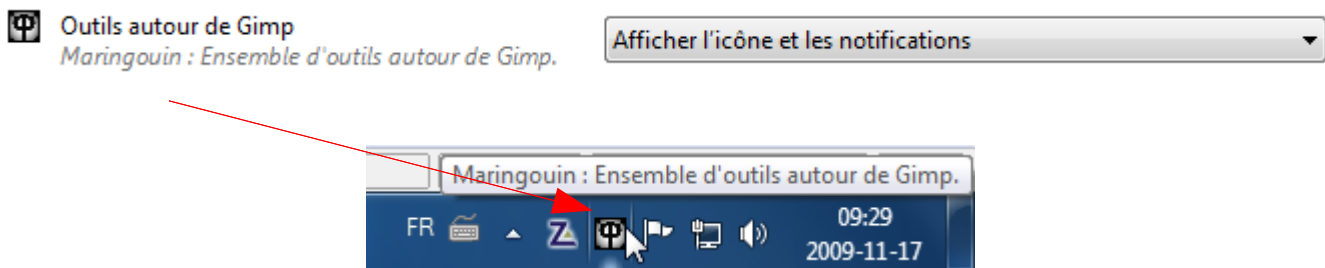 Outils autour de Gimp
Maringouin : Ensemble d'outils autour de Gimp.
Afficher l'icône et les notifications
Maringouin : Ensemble d'outils autour de Gimp.
FR
09:29
2009-11-17